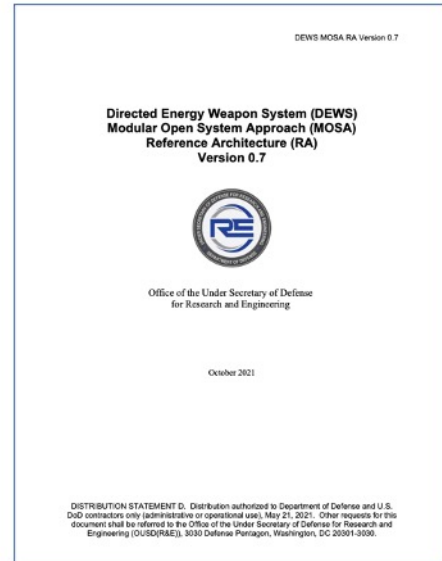 DEWS MOSA RA Version 0.7
Directed Energy Weapon System (DEWS)
Modular Open System Approach (MOSA)
Reference Architecture (RA)
Version 0.7
RE
Office of the Under Secretary of Defense
for Research and Engineering
October 2021
DISTRIBUTION STATEMENT D. Distribution authorized to Department of Defense and U.S.
DoD contractors only (administrative or operational use), May 21, 2021. Other requests for this
document shall be referred to the Office of the Under Secretary of Defense for Research and
Engineering (OUSD(R&E)), 3030 Defense Pentagon, Washington, DC 20301-3030.